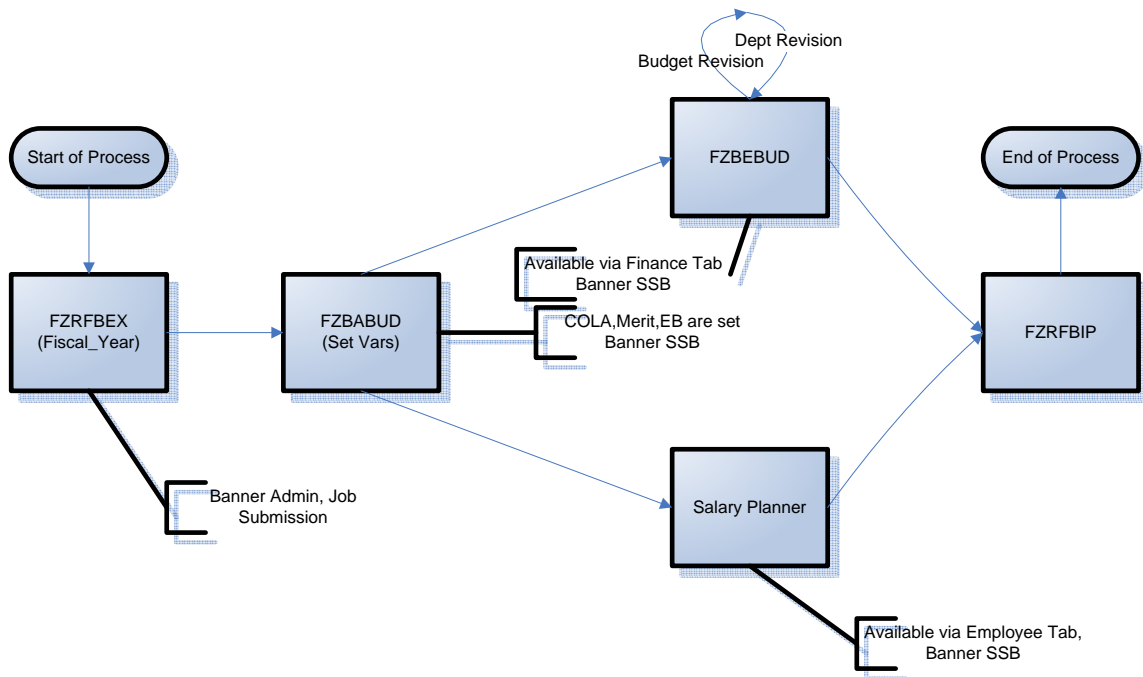 Dept Revision
Budget Revision
Start of Process
FZBEBUD
End of Process
Available via Finance Tab
Banner SSB
FZRFBEX
(Fiscal_Year)
FZBABUD
(Set Vars)
COLA,Merit,EB are set
Banner SSB
FZRFBIP
Banner Admin, Job
Submission
Salary Planner
Available via Employee Tab,
Banner SSB